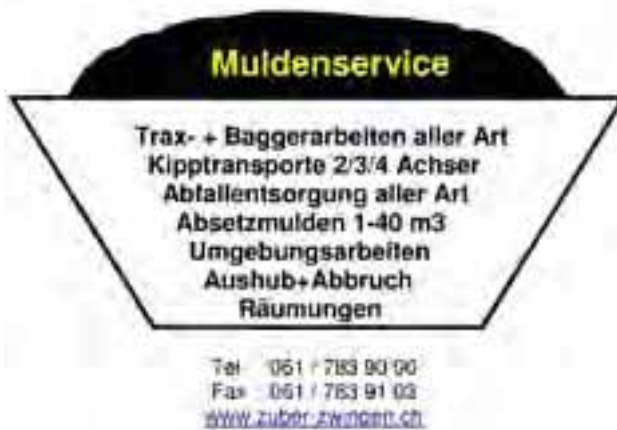 Muldenservice
Trax- + Baggerarbeiten aller Art
Kipptransporte 2/3/4 Achser
Abfallentsorgung aller Art
Absetzmulden 1-40 m3
Umgebungsarbeiten
Aushub+Abbruch
Räumungen
Tel 061 / 783 90 90
Fax 061 / 783 91 03
www.zuber-zwingen.ch